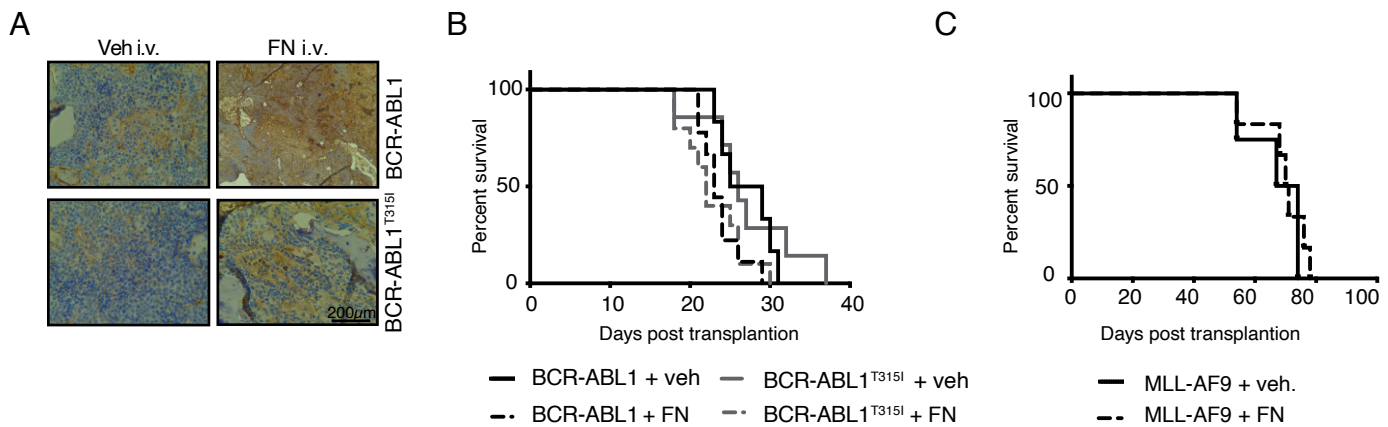 A
Veh i.v.
FN i.v.
BCR-ABL1
BCR-ABL1T315I
200µm
B
Percent survival
100
50
0
0 10 20 30 40
Days post transplantion
BCR-ABL1 + veh
BCR-ABL1T315I + veh
BCR-ABL1 + FN
BCR-ABL1T315I + FN
C
Percent survival
100
50
0
0 20 40 60 80 100
Days post transplantion
MLL-AF9 + veh.
MLL-AF9 + FN